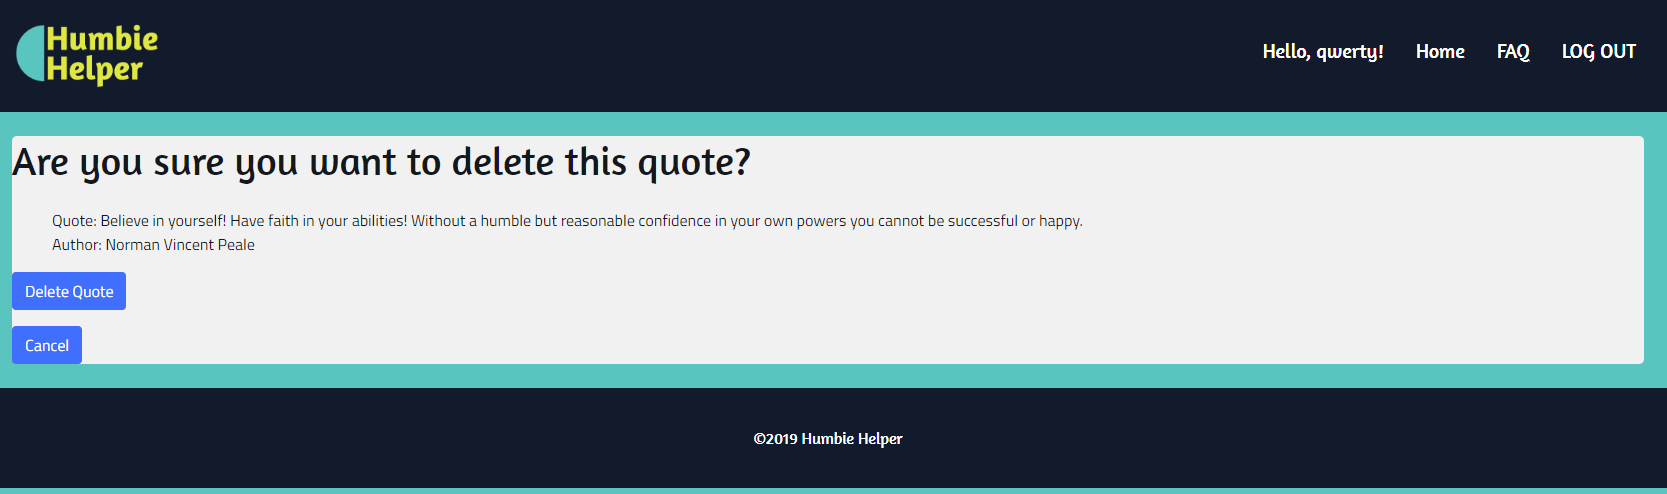 Humbie
Helper
Hello, qwerty! Home FAQ LOG OUT
Are you sure you want to delete this quote?
Quote: Believe in yourself! Have faith in your abilities! Without a humble but reasonable confidence in your own powers you cannot be successful or happy.
Author: Norman Vincent Peale
Delete Quote
Cancel
©2019 Humbie Helper